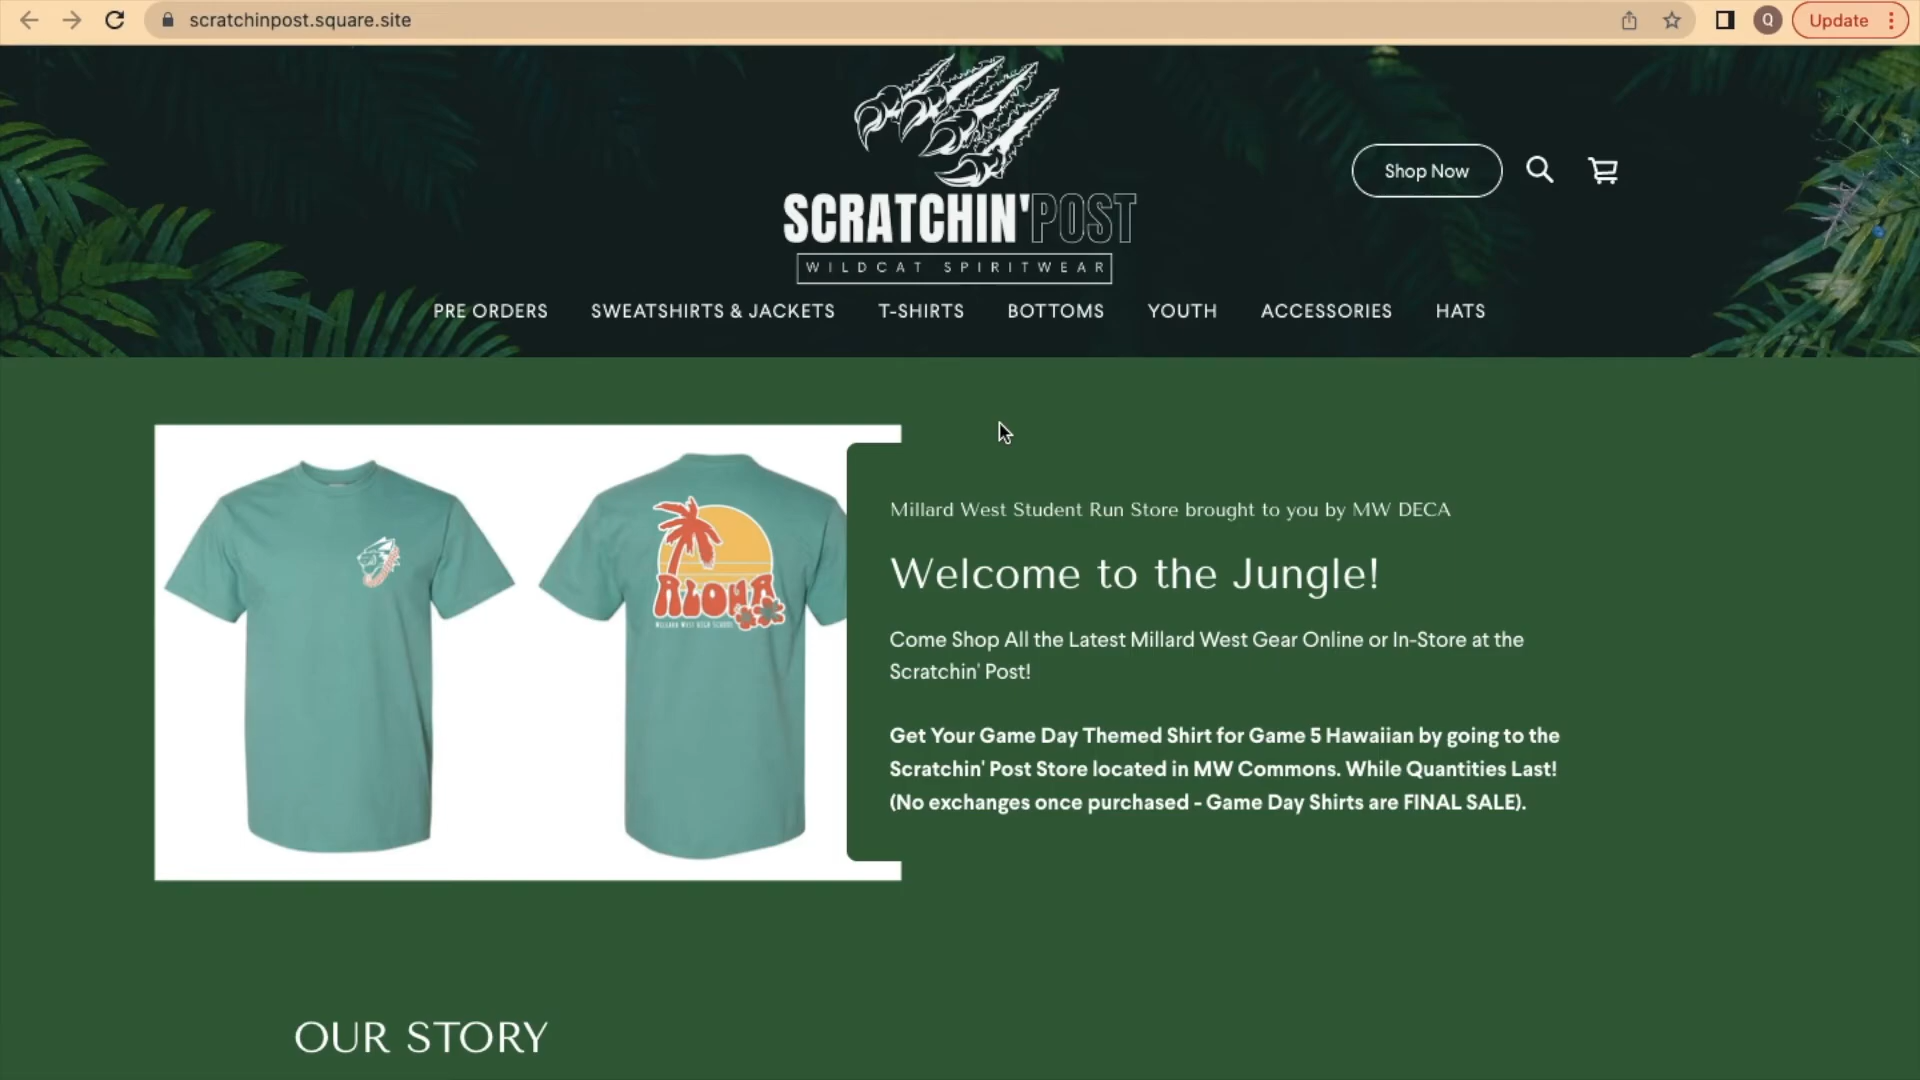 scratchinpost.square.site
Q
Update
SCRATCHIN'POST
WILDCAT SPIRITWEAR
Shop Now
PRE ORDERS SWEATSHIRTS & JACKETS T-SHIRTS BOTTOMS YOUTH ACCESSORIES HATS
ALOHA
MILLARD WEST HIGH SCHOOL
Millard West Student Run Store brought to you by MW DECA
Welcome to the Jungle!
Come Shop All the Latest Millard West Gear Online or In-Store at the
Scratchin' Post!
Get Your Game Day Themed Shirt for Game 5 Hawaiian by going to the
Scratchin' Post Store located in MW Commons. While Quantities Last!
(No exchanges once purchased - Game Day Shirts are FINAL SALE).
OUR STORY